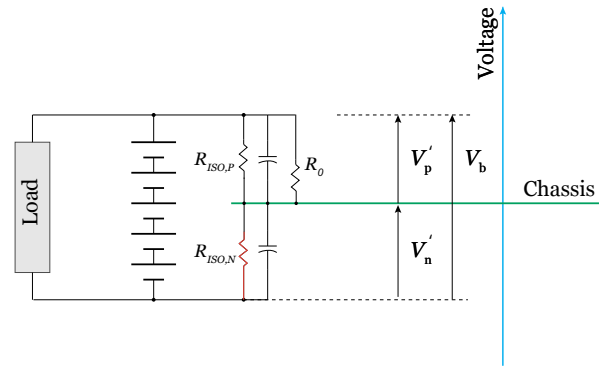 Voltage
Load
R_ISO,P
R_0
V_p′
V_b
Chassis
R_ISO,N
V_n′